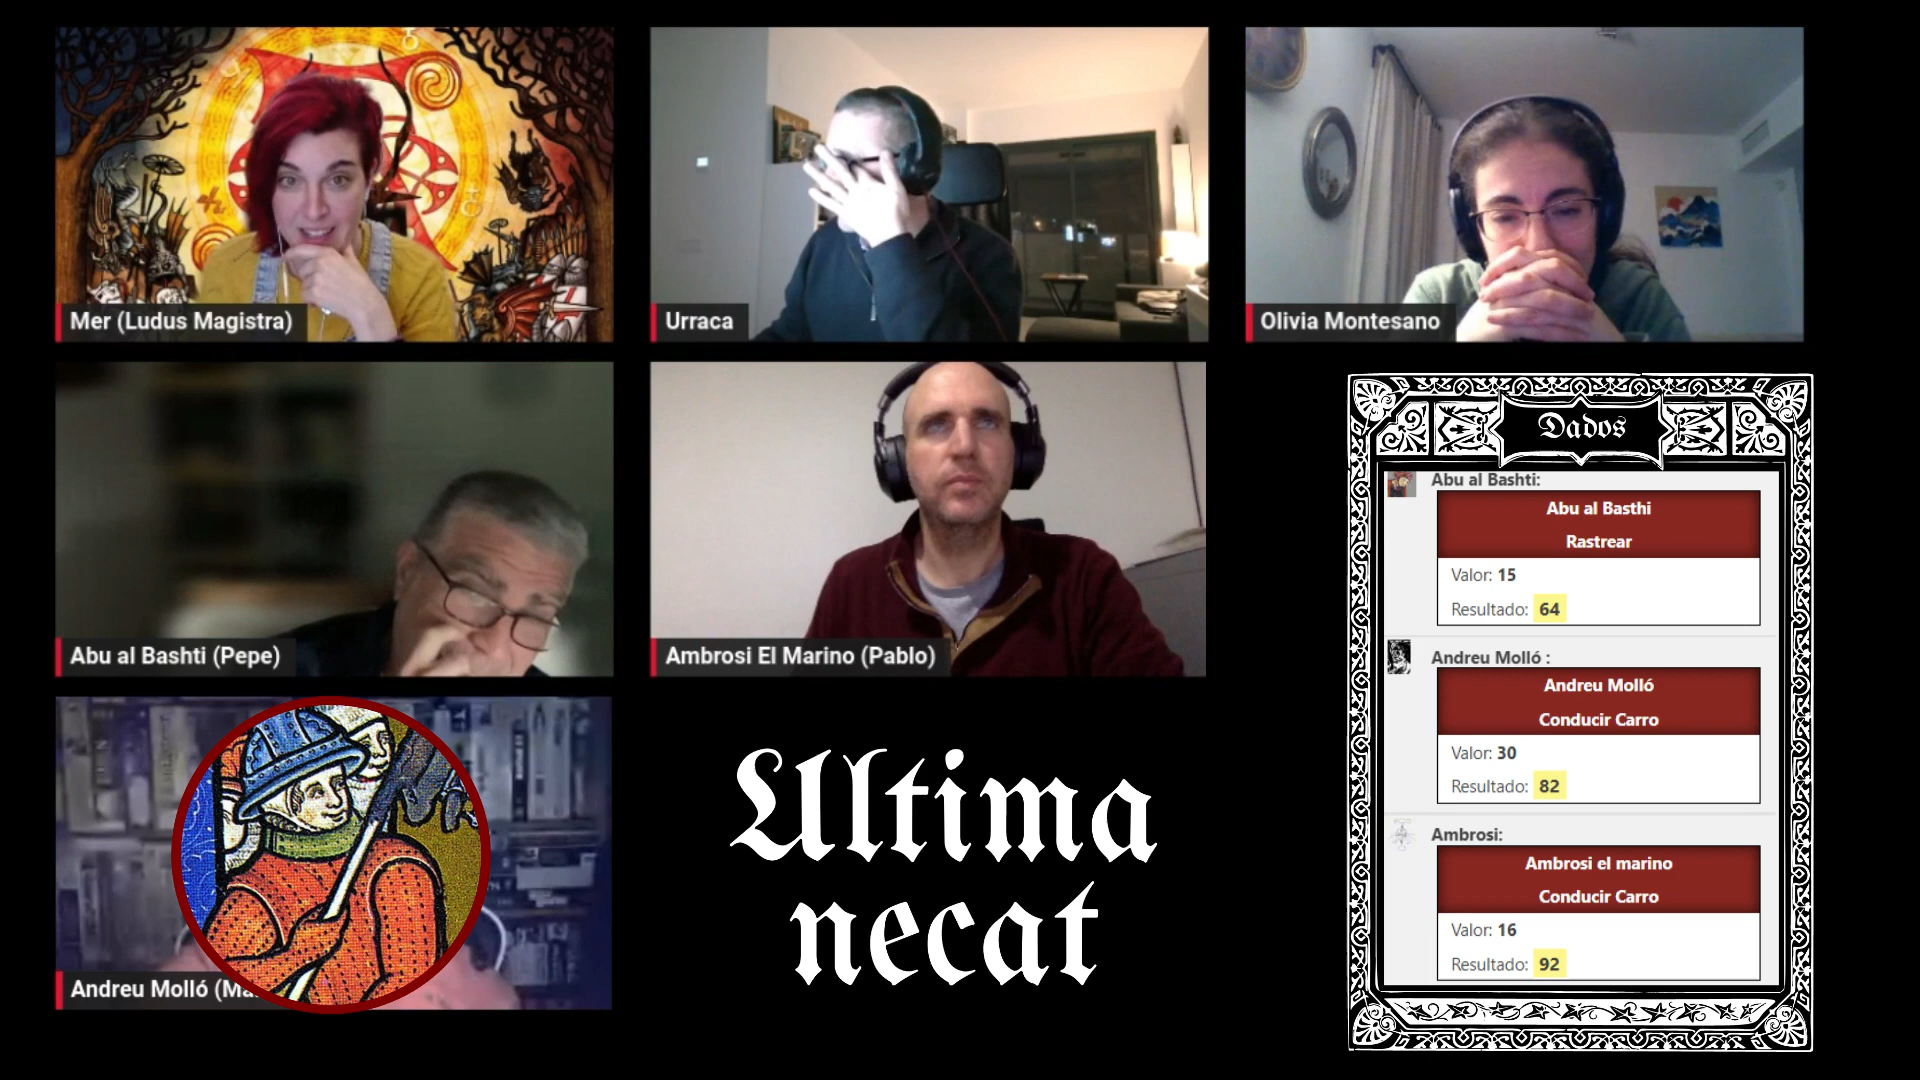 Mer (Ludus Magistra)
Urraca
Olivia Montesano
Abu al Bashti (Pepe)
Ambrosi El Marino (Pablo)
Andreu Molló
Ultima
necat
Dados
Abu al Bashti:
Abu al Basthi
Rastrear
Valor: 15
Resultado: 64
Andreu Molló :
Andreu Molló
Conducir Carro
Valor: 30
Resultado: 82
Ambrosi:
Ambrosi el marino
Conducir Carro
Valor: 16
Resultado: 92